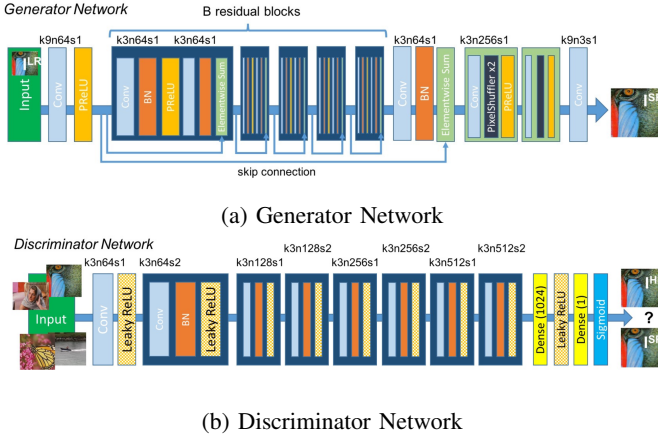 Generator Network
B residual blocks
k9n64s1 k3n64s1 k3n64s1 k3n64s1 k3n256s1 k9n3s1
I LR
Input
Conv
PReLU
Conv
BN
PReLU
Elementwise Sum
Conv
BN
Elementwise Sum
Conv
PixelShuffler x2
PReLU
Conv
I
skip connection
(a) Generator Network
Discriminator Network
k3n64s1 k3n64s2 k3n128s1 k3n128s2 k3n256s1 k3n256s2 k3n512s1 k3n512s2
Input
Conv
Leaky ReLU
Conv
BN
Leaky ReLU
Dense (1024)
Leaky ReLU
Dense (1)
Sigmoid
I
?
I
(b) Discriminator Network